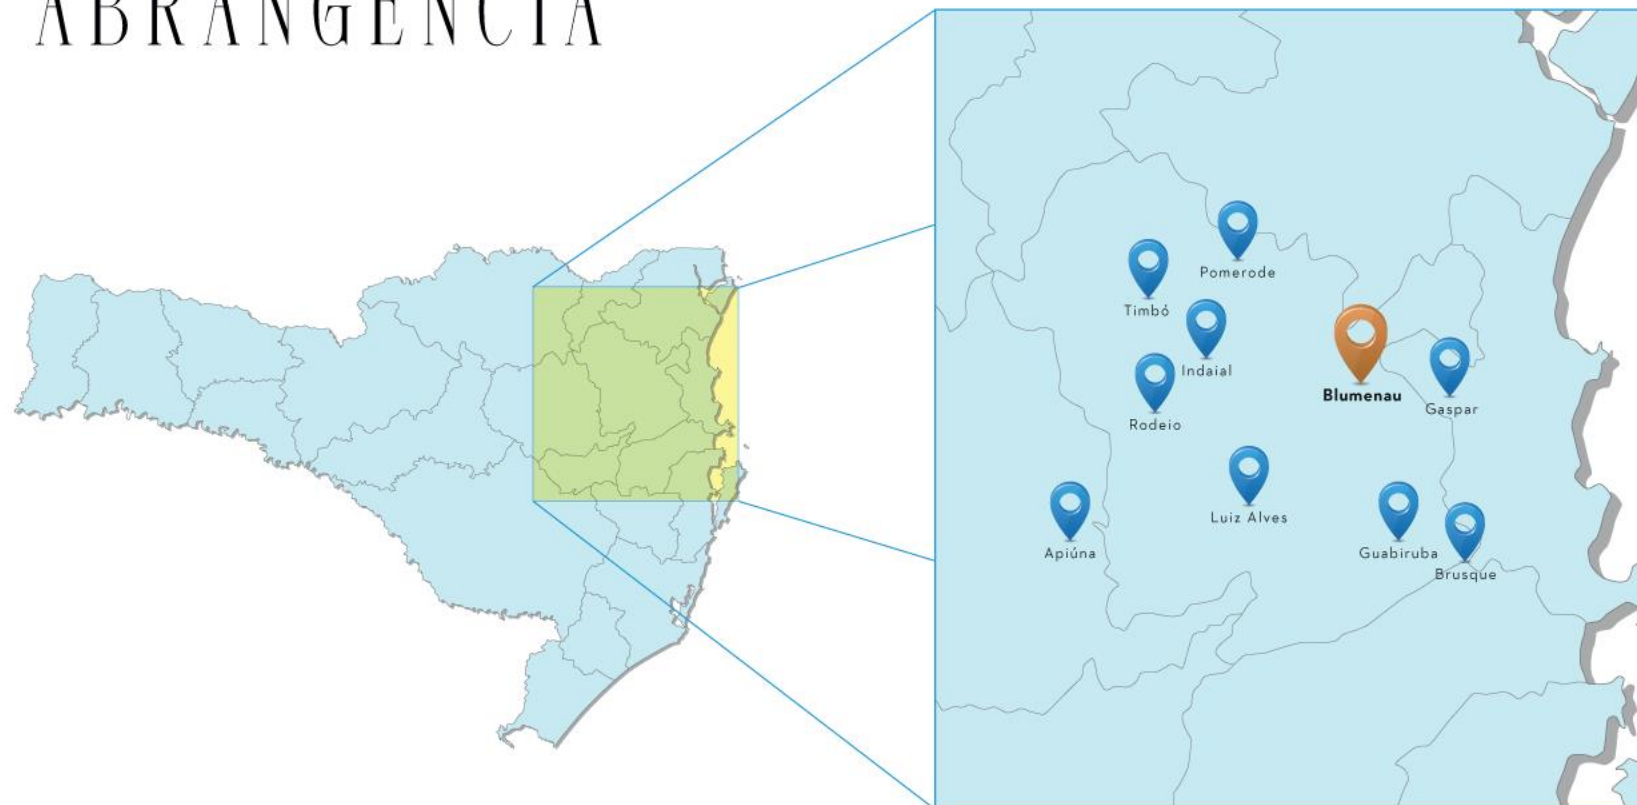 ABRANGÊNCIA
Pomerode
Timbó
Indaial
Blumenau
Gaspar
Rodeio
Luiz Alves
Apiúna
Guabiruba
Brusque